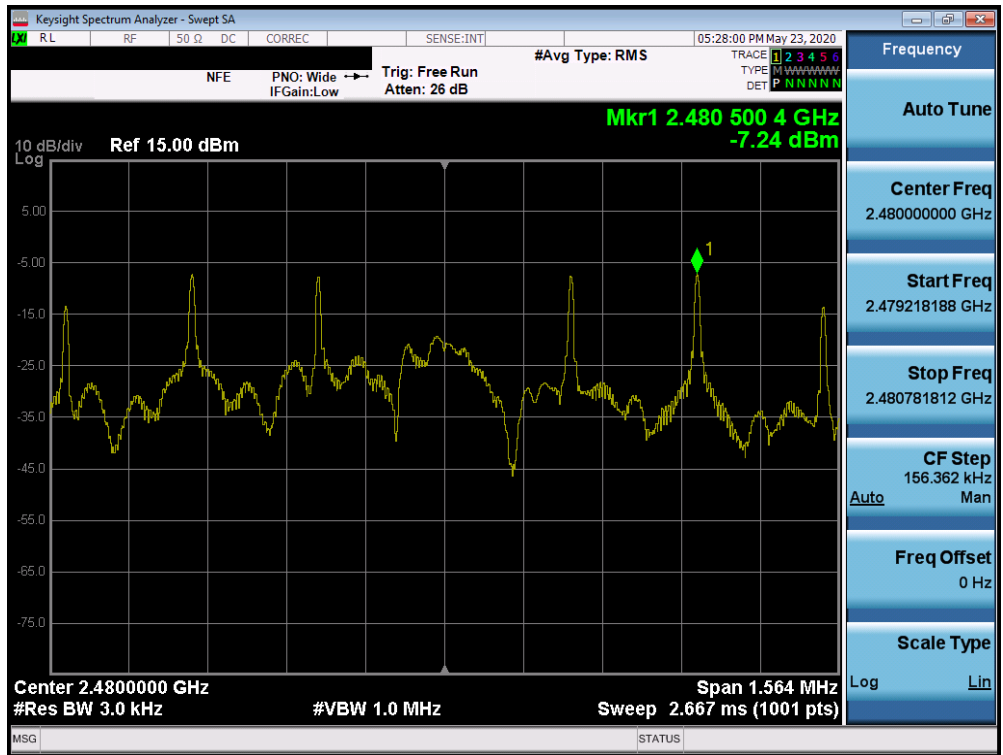 Keysight Spectrum Analyzer - Swept SA
LXI RL RF 50 Ω DC CORREC SENSE:INT 05:28:00 PM May 23, 2020
NFE PNO: Wide Trig: Free Run #Avg Type: RMS TRACE 1 2 3 4 5 6
IFGain:Low Atten: 26 dB TYPE M WWWWW
DET P N N N N N
Mkr1 2.480 500 4 GHz
-7.24 dBm
10 dB/div Ref 15.00 dBm
Log
5.00
-5.00
-15.0
-25.0
-35.0
-45.0
-55.0
-65.0
-75.0
1
Center 2.4800000 GHz Span 1.564 MHz
#Res BW 3.0 kHz #VBW 1.0 MHz Sweep 2.667 ms (1001 pts)
MSG STATUS
Frequency
Auto Tune
Center Freq
2.480000000 GHz
Start Freq
2.479218188 GHz
Stop Freq
2.480781812 GHz
CF Step
156.362 kHz
Auto Man
Freq Offset
0 Hz
Scale Type
Log Lin